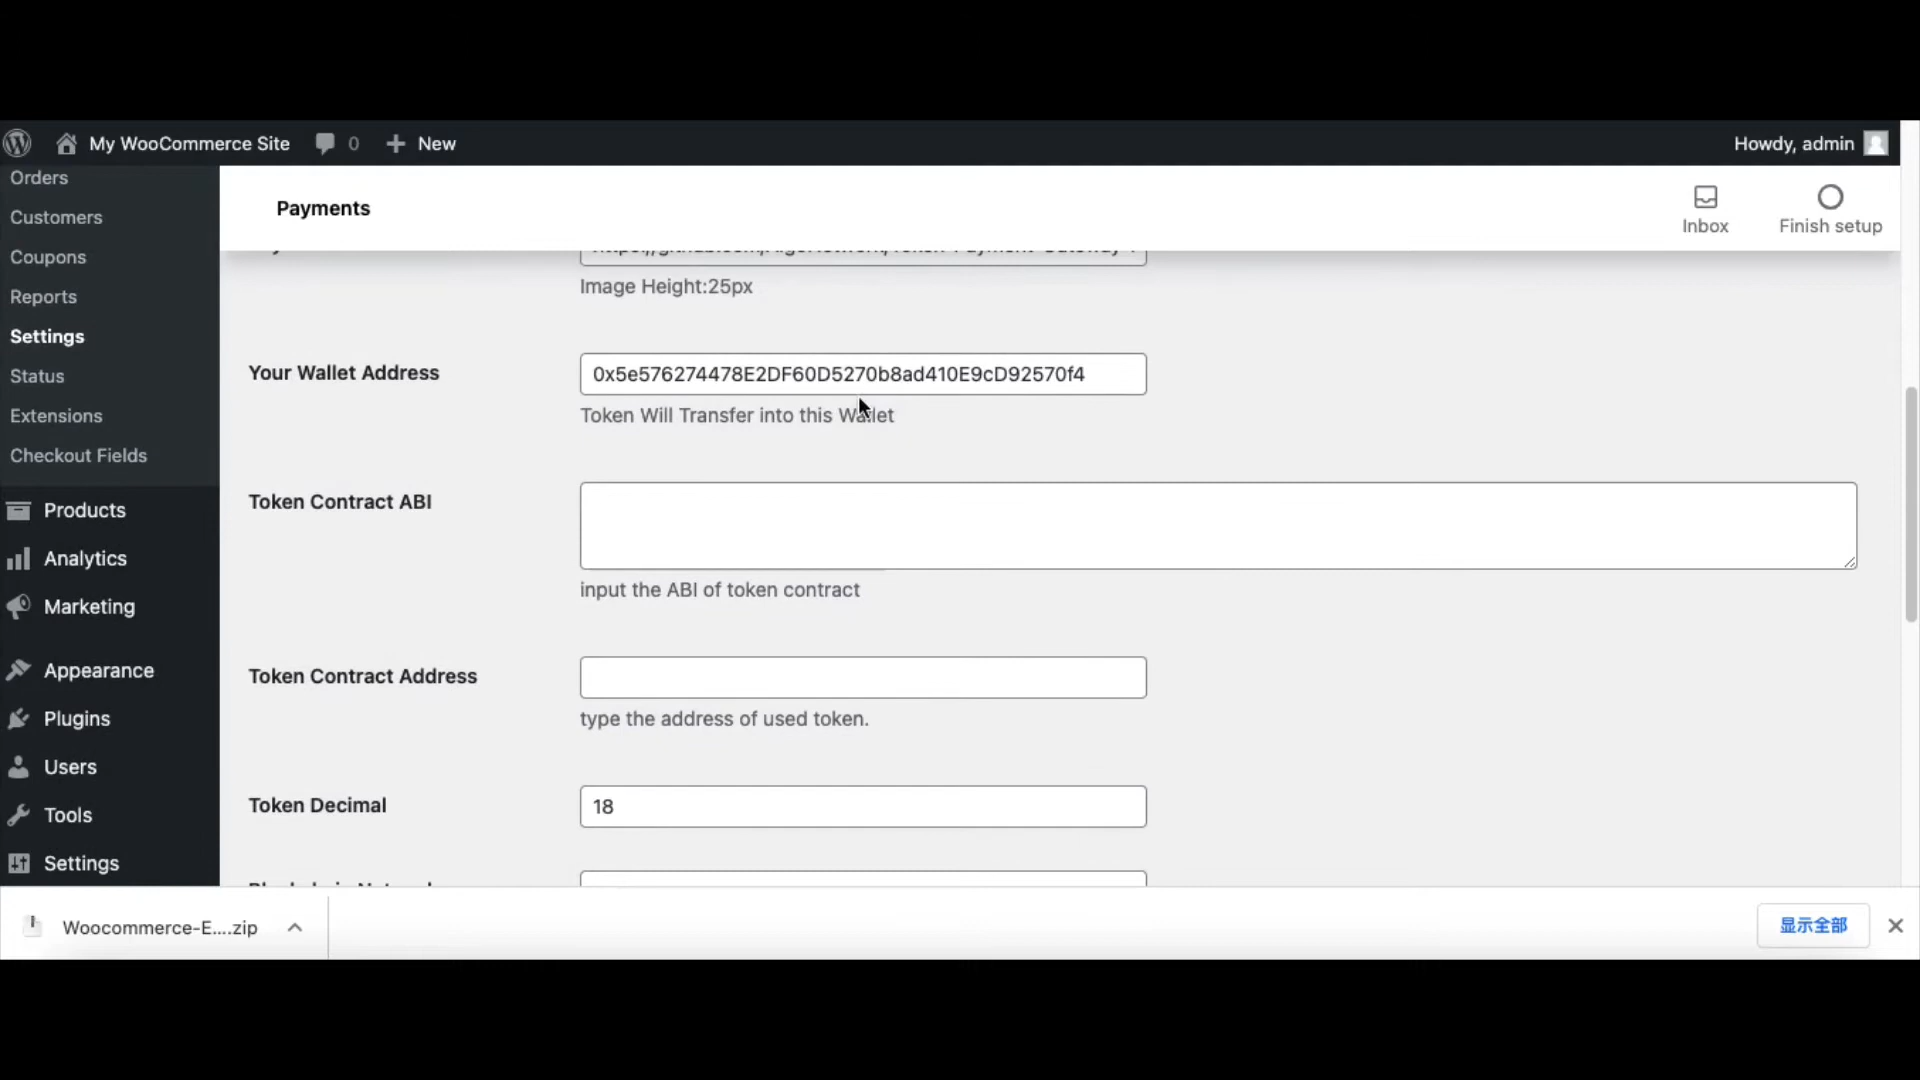 My WooCommerce Site 0 New Howdy, admin
Orders
Customers
Coupons
Reports
Settings
Status
Extensions
Checkout Fields
Products
Analytics
Marketing
Appearance
Plugins
Users
Tools
Settings
Payments
Inbox
Finish setup
Image Height:25px
Your Wallet Address
0x5e576274478E2DF60D5270b8ad410E9cD92570f4
Token Will Transfer into this Wallet
Token Contract ABI
input the ABI of token contract
Token Contract Address
type the address of used token.
Token Decimal
18
Woocommerce-E....zip
显示全部